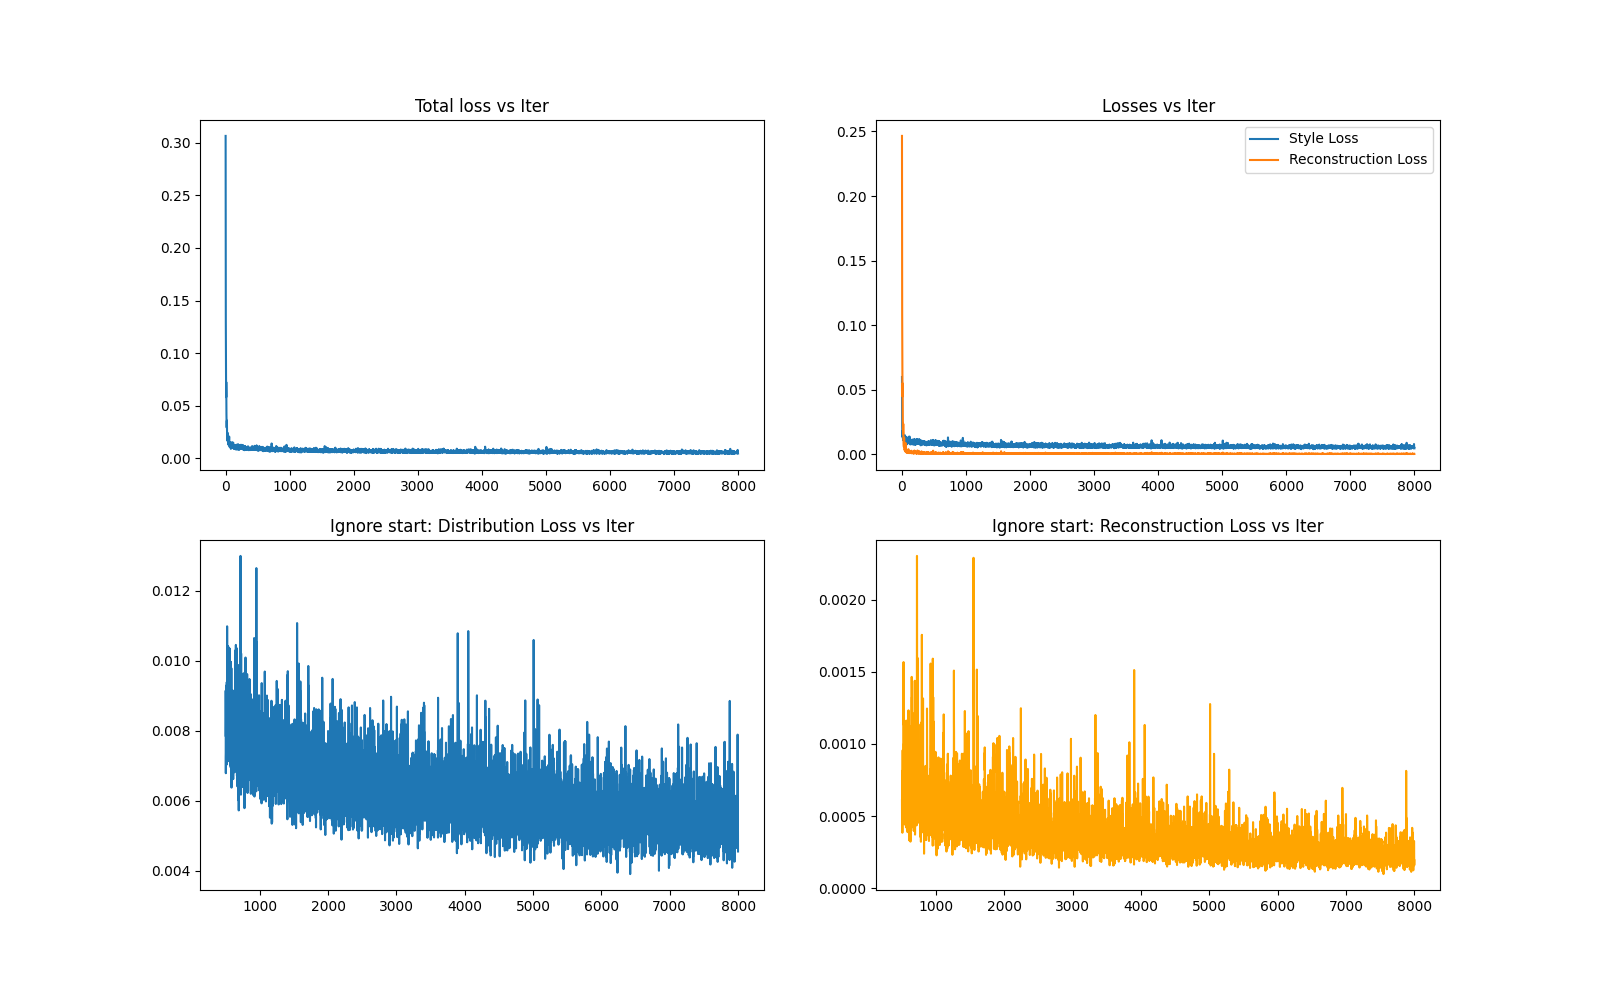 Total loss vs Iter
0.30
0.25
0.20
0.15
0.10
0.05
0.00
0 1000 2000 3000 4000 5000 6000 7000 8000
Losses vs Iter
Style Loss
Reconstruction Loss
0.25
0.20
0.15
0.10
0.05
0.00
0 1000 2000 3000 4000 5000 6000 7000 8000
Ignore start: Distribution Loss vs Iter
0.012
0.010
0.008
0.006
0.004
1000 2000 3000 4000 5000 6000 7000 8000
Ignore start: Reconstruction Loss vs Iter
0.0020
0.0015
0.0010
0.0005
0.0000
1000 2000 3000 4000 5000 6000 7000 8000